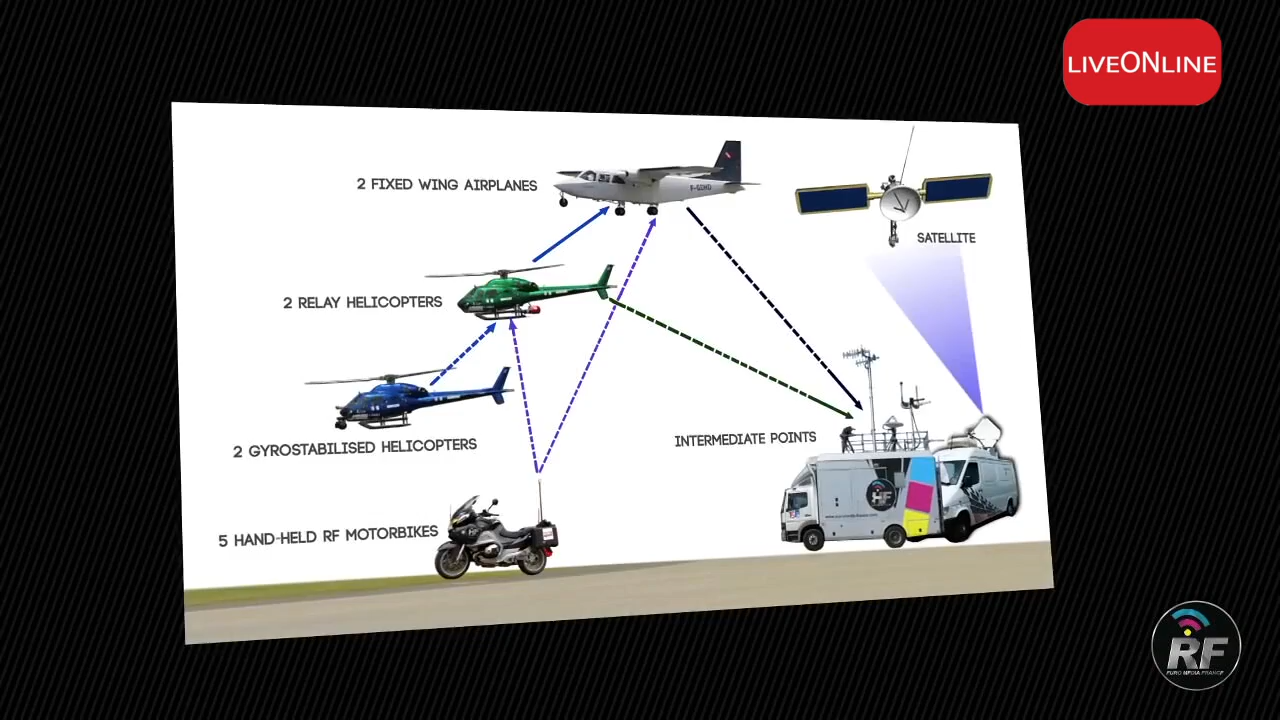 LIVEONLINE
2 FIXED WING AIRPLANES
SATELLITE
2 RELAY HELICOPTERS
2 GYROSTABILISED HELICOPTERS
INTERMEDIATE POINTS
5 HAND-HELD RF MOTORBIKES
RF